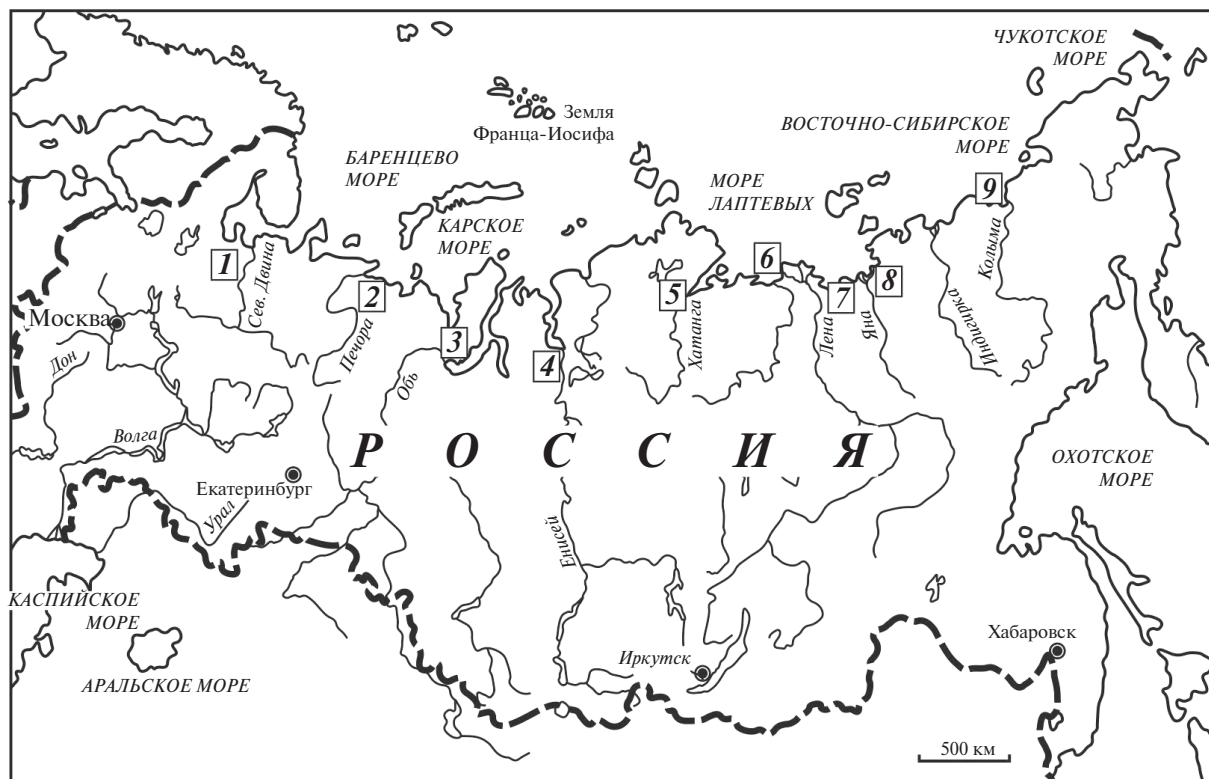 ЧУКОТСКОЕ
МОРЕ
Земля
Франца-Иосифа
ВОСТОЧНО-СИБИРСКОЕ
МОРЕ
БАРЕНЦЕВО
МОРЕ
МОРЕ
ЛАПТЕВЫХ
КАРСКОЕ
МОРЕ
1
2
3
4
5
6
7
8
9
Сев. Двина
Печора
Обь
Хатанга
Лена
Яна
Индигирка
Колыма
Москва
Дон
Волга
РОССИЯ
Екатеринбург
Урал
Енисей
ОХОТСКОЕ
МОРЕ
КАСПИЙСКОЕ
МОРЕ
АРАЛЬСКОЕ МОРЕ
Иркутск
Хабаровск
500 км